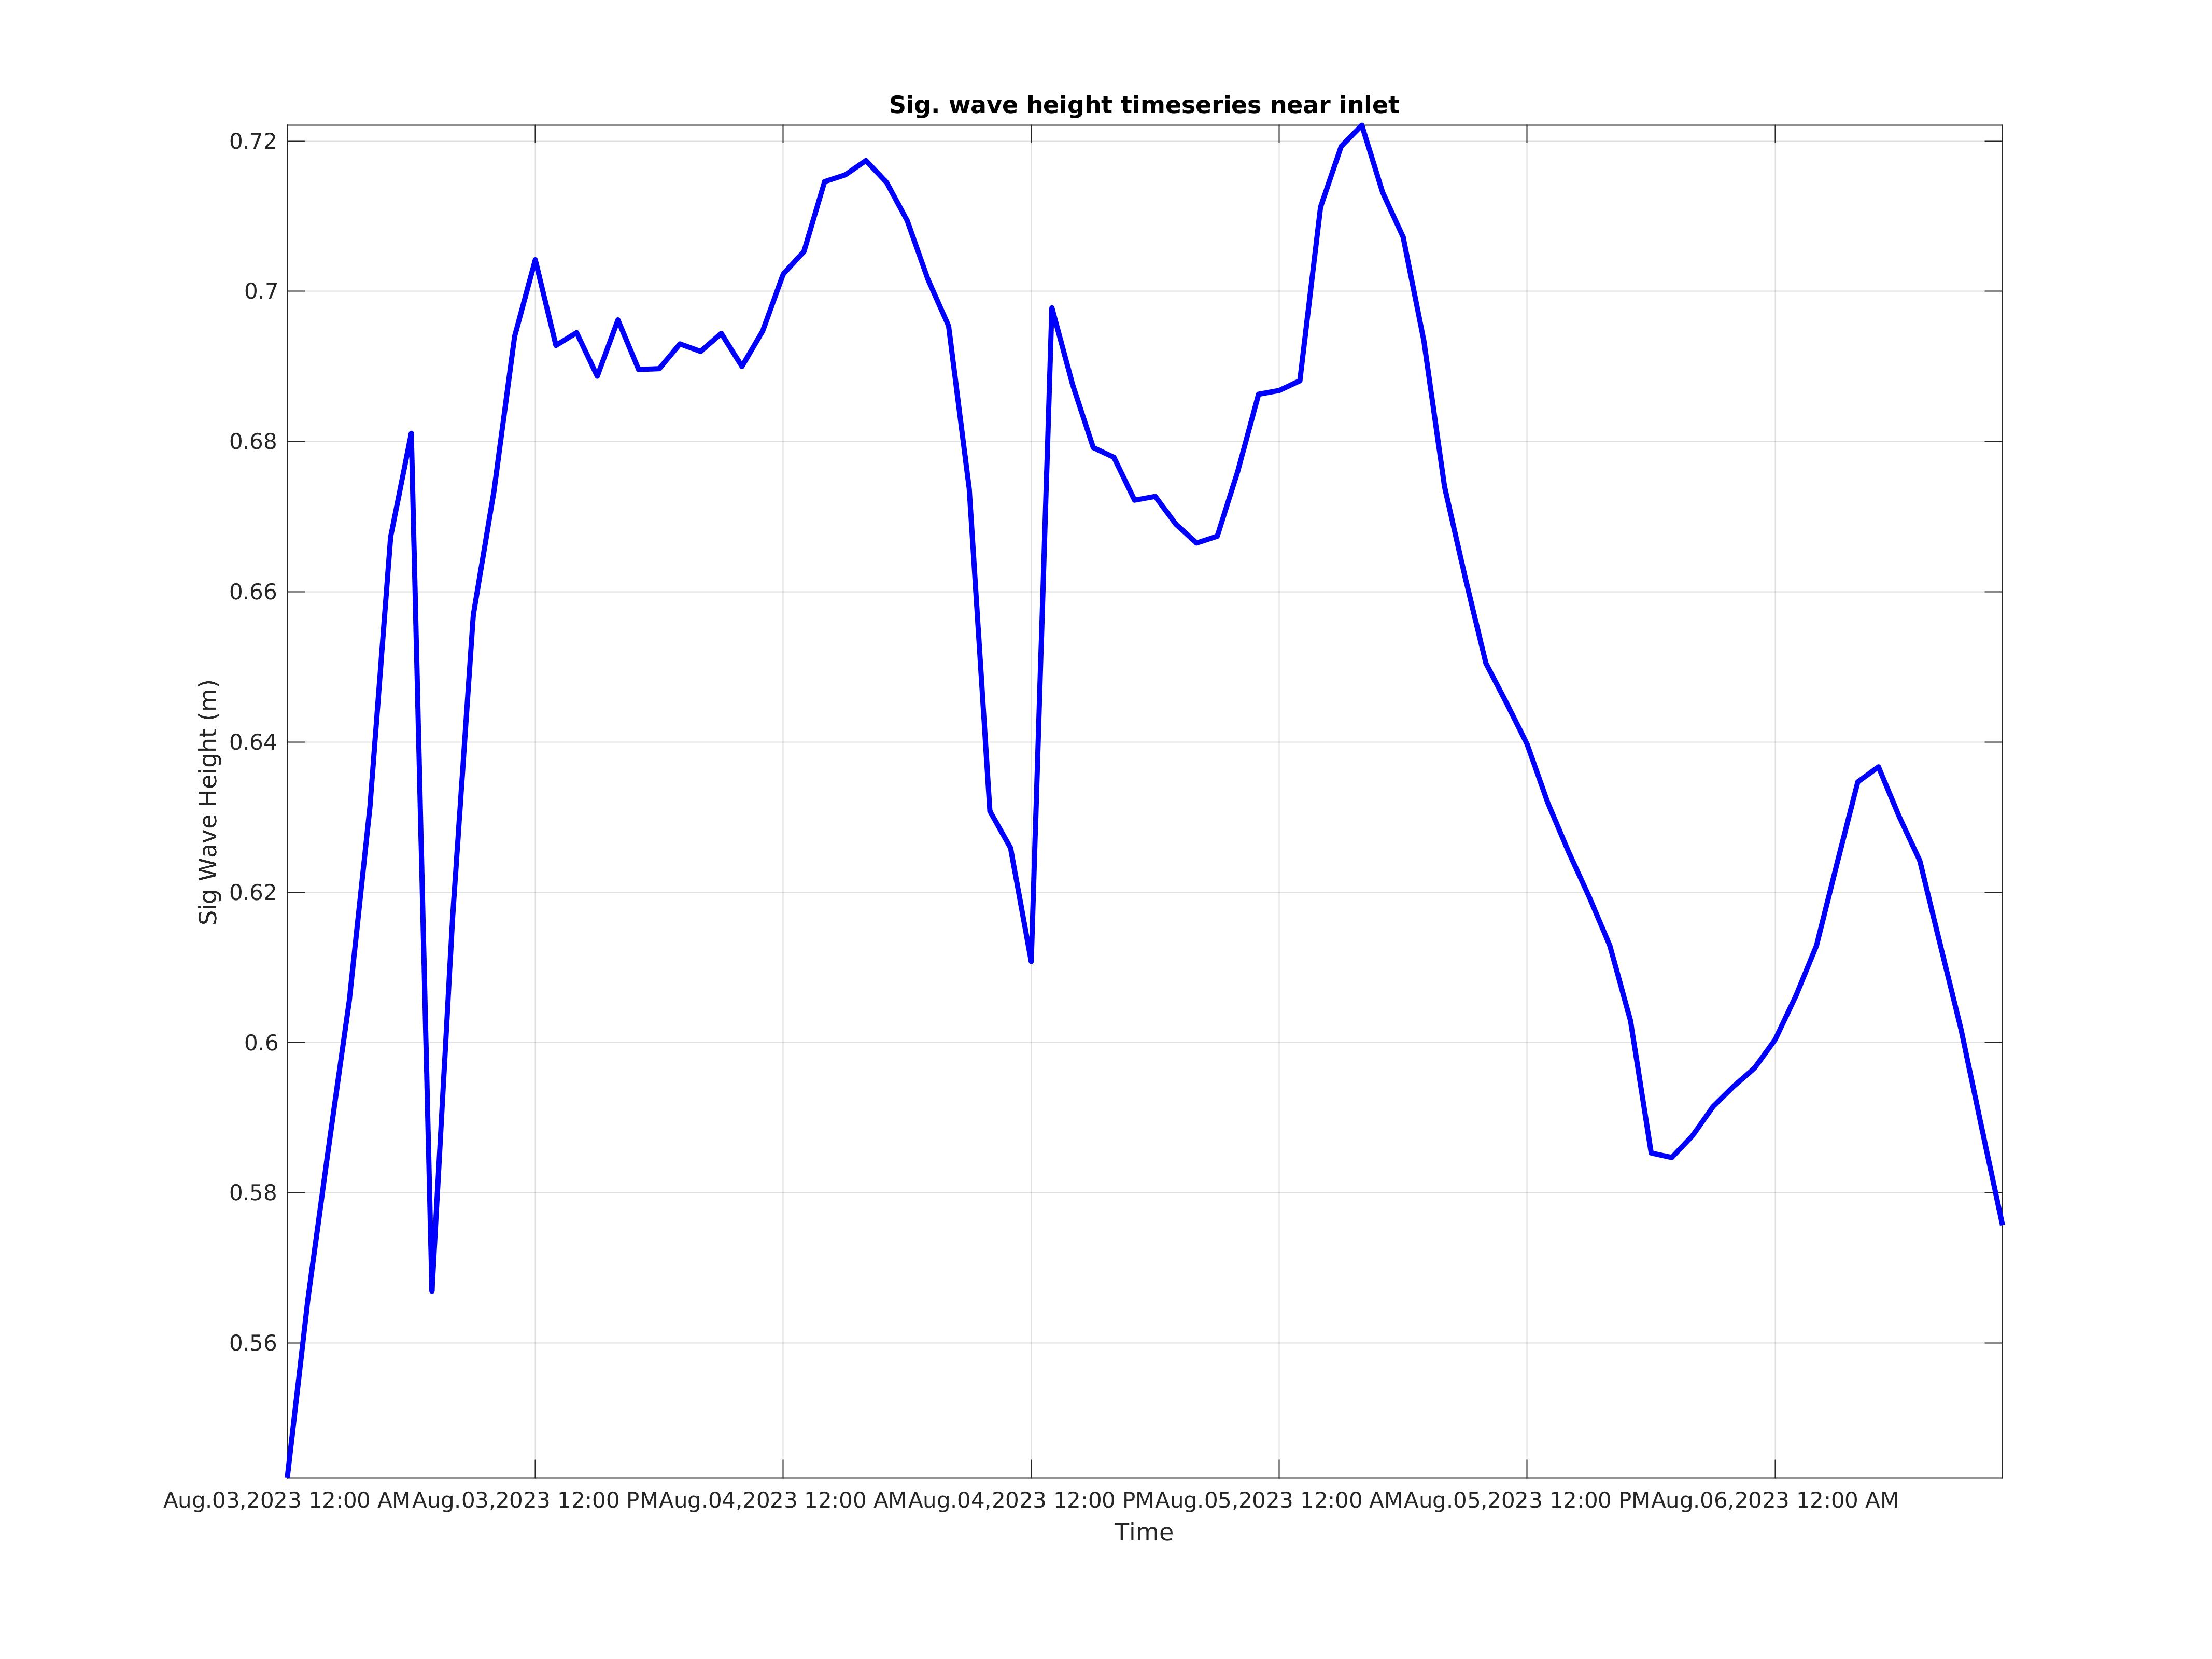 Sig. wave height timeseries near inlet
Sig Wave Height (m)
0.72
0.7
0.68
0.66
0.64
0.62
0.6
0.58
0.56
Aug.03,2023 12:00 AM Aug.03,2023 12:00 PM Aug.04,2023 12:00 AM Aug.04,2023 12:00 PM Aug.05,2023 12:00 AM Aug.05,2023 12:00 PM Aug.06,2023 12:00 AM
Time